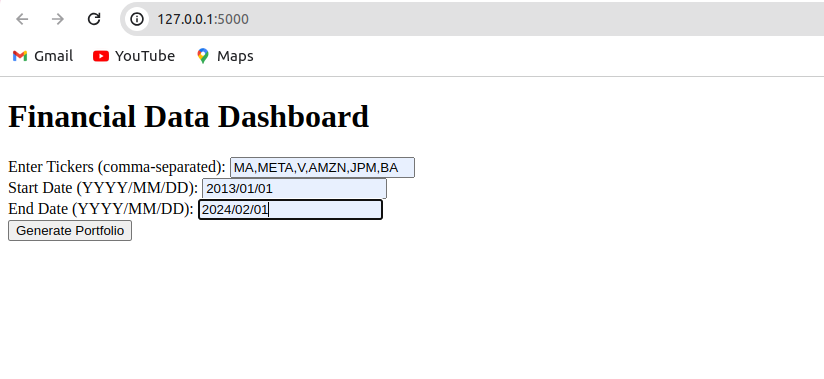 127.0.0.1:5000
Gmail YouTube Maps
Financial Data Dashboard
Enter Tickers (comma-separated): MA,META,V,AMZN,JPM,BA
Start Date (YYYY/MM/DD): 2013/01/01
End Date (YYYY/MM/DD): 2024/02/01
Generate Portfolio